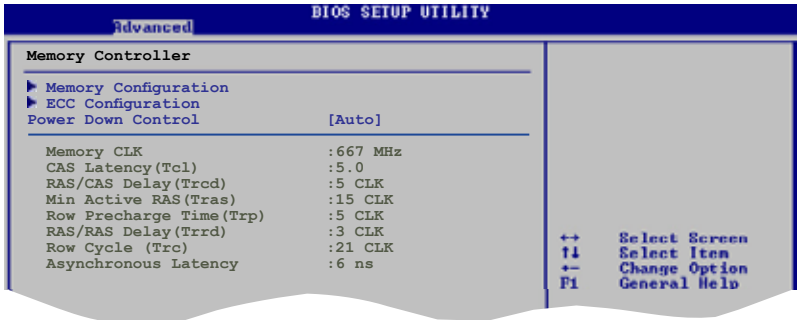 BIOS SETUP UTILITY
Advanced
Memory Controller
Memory Configuration
ECC Configuration
Power Down Control [Auto]
Memory CLK :667 MHz
CAS Latency(Tcl) :5.0
RAS/CAS Delay(Trcd) :5 CLK
Min Active RAS(Tras) :15 CLK
Row Precharge Time(Trp) :5 CLK
RAS/RAS Delay(Trrd) :3 CLK
Row Cycle (Trc) :21 CLK
Asynchronous Latency :6 ns
↔ Select Screen
↑↓ Select Item
+- Change Option
F1 General Help